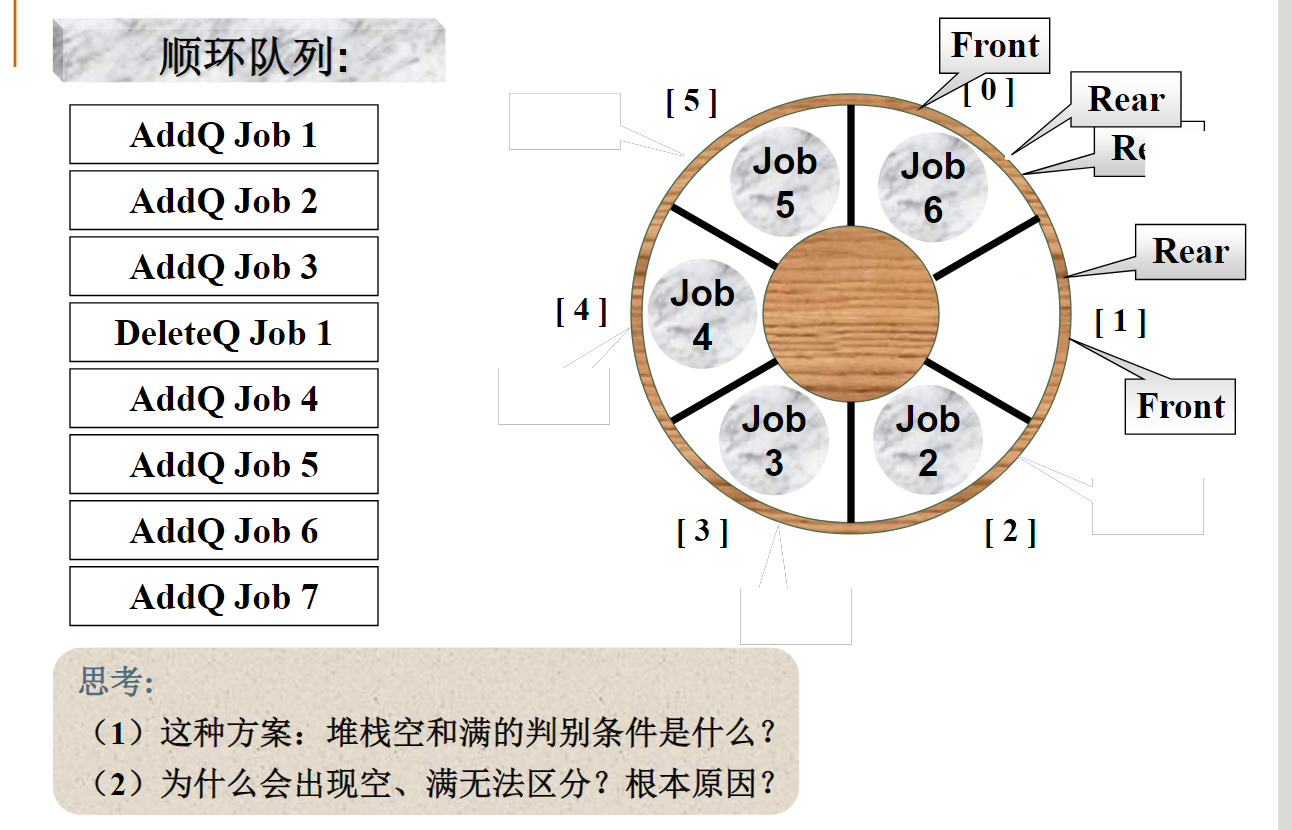 顺环队列:
AddQ Job 1
AddQ Job 2
AddQ Job 3
DeleteQ Job 1
AddQ Job 4
AddQ Job 5
AddQ Job 6
AddQ Job 7
Front
[ 0 ]
Rear
Re
Rear
[ 1 ]
Front
[ 2 ]
[ 3 ]
[ 4 ]
[ 5 ]
Job
5
Job
6
Job
4
Job
3
Job
2
思考:
（1）这种方案：堆栈空和满的判别条件是什么？
（2）为什么会出现空、满无法区分？根本原因？